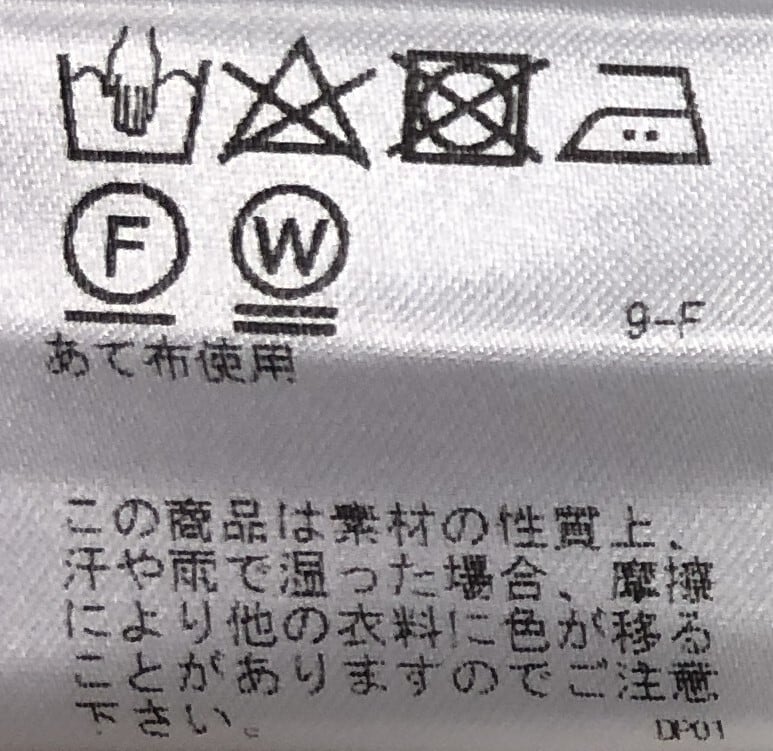 F W
9-F
あて布使用
この商品は素材の性質上、
汗や雨で湿った場合、摩擦
により他の衣料に色が移る
ことがありますのでご注意
下さい。
DP01